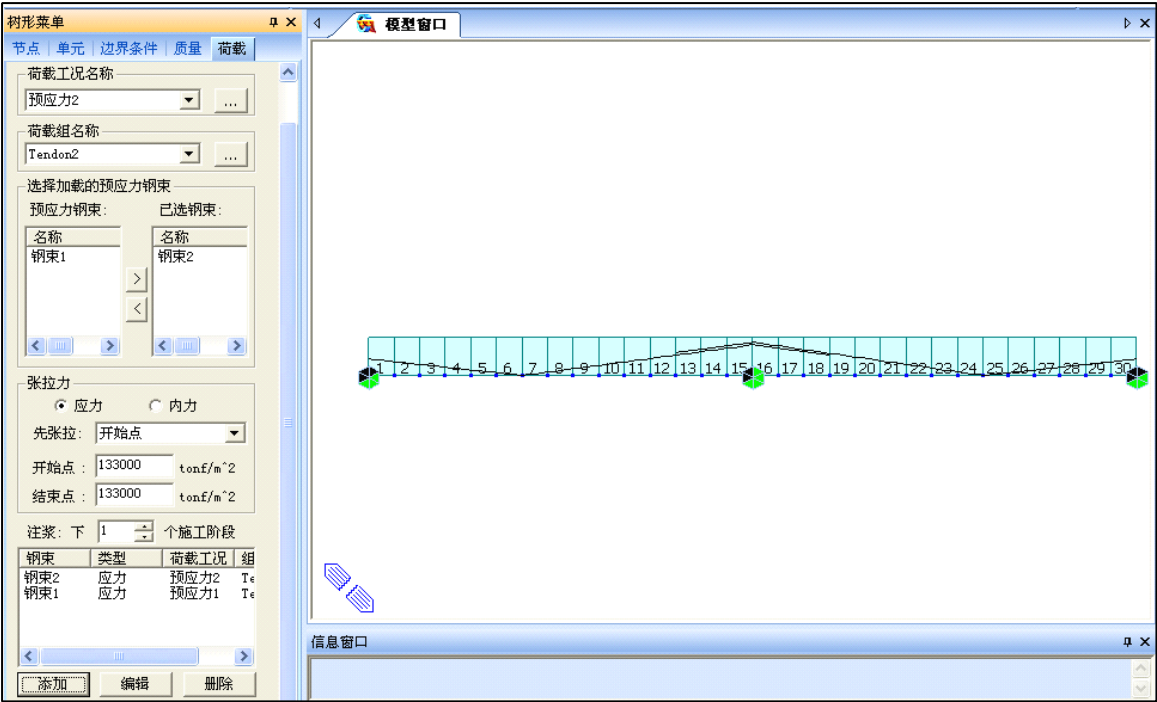 树形菜单
节点 单元 边界条件 质量 荷载
荷载工况名称
预应力2
...
荷载组名称
Tendon2
...
选择加载的预应力钢束
预应力钢束: 已选钢束:
名称 名称
钢束1 钢束2
>
<
张拉力
应力 内力
先张拉: 开始点
开始点: 133000 tonf/m^2
结束点: 133000 tonf/m^2
注浆: 下 1 个施工阶段
钢束 类型 荷载工况 组
钢束2 应力 预应力2 Te
钢束1 应力 预应力1 Te
添加 编辑 删除
模型窗口
1 2 3 4 5 6 7 8 9 10 11 12 13 14 15 16 17 18 19 20 21 22 23 24 25 26 27 28 29 30
信息窗口